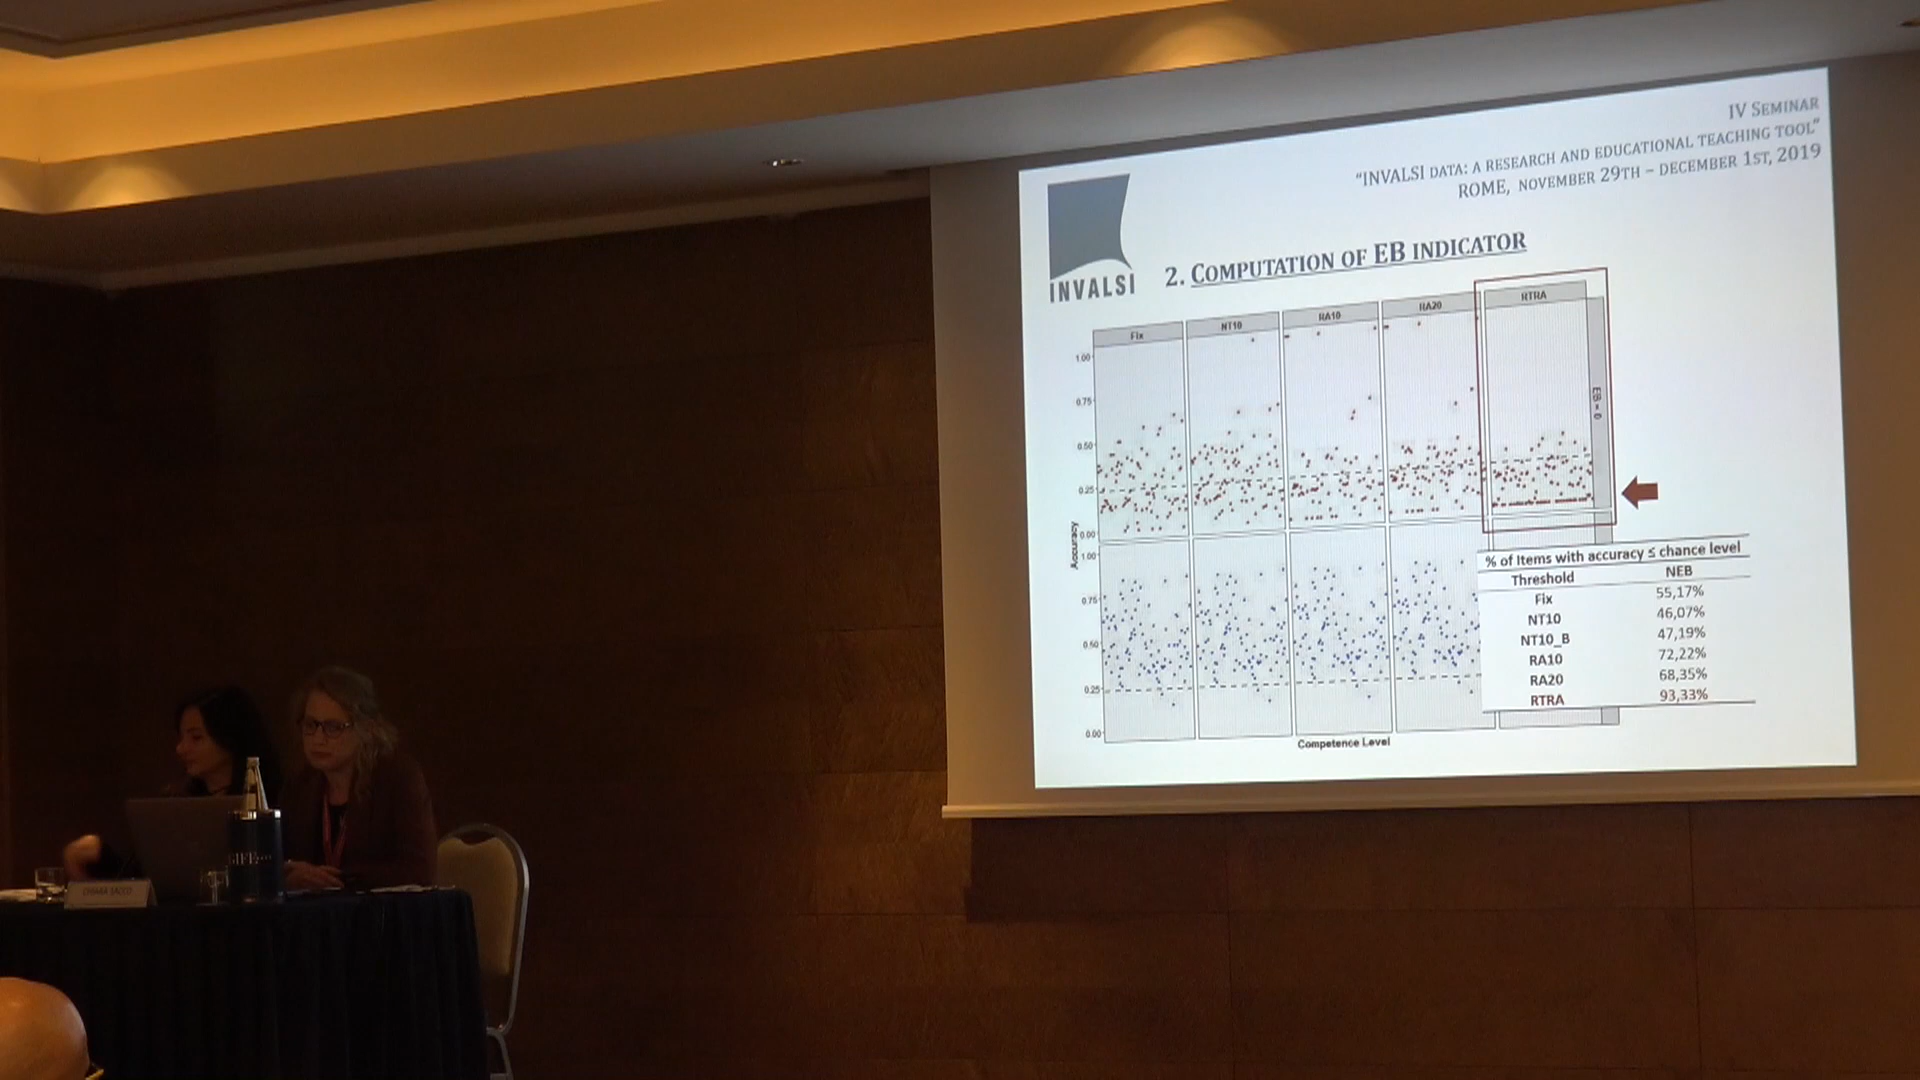 IV SEMINAR
"INVALSI DATA: A RESEARCH AND EDUCATIONAL TEACHING TOOL"
ROME, NOVEMBER 29TH – DECEMBER 1ST, 2019
INVALSI
2. COMPUTATION OF EB INDICATOR
Fix NT10 RA10 RA20 RTRA
1.00
0.75
0.50
0.25
0.00
EB = 0
Accuracy
1.00
0.75
0.50
0.25
0.00
Competence Level
% of Items with accuracy ≤ chance level
Threshold NEB
Fix 55,17%
NT10 46,07%
NT10_B 47,19%
RA10 72,22%
RA20 68,35%
RTRA 93,33%
CHIARA SACCO